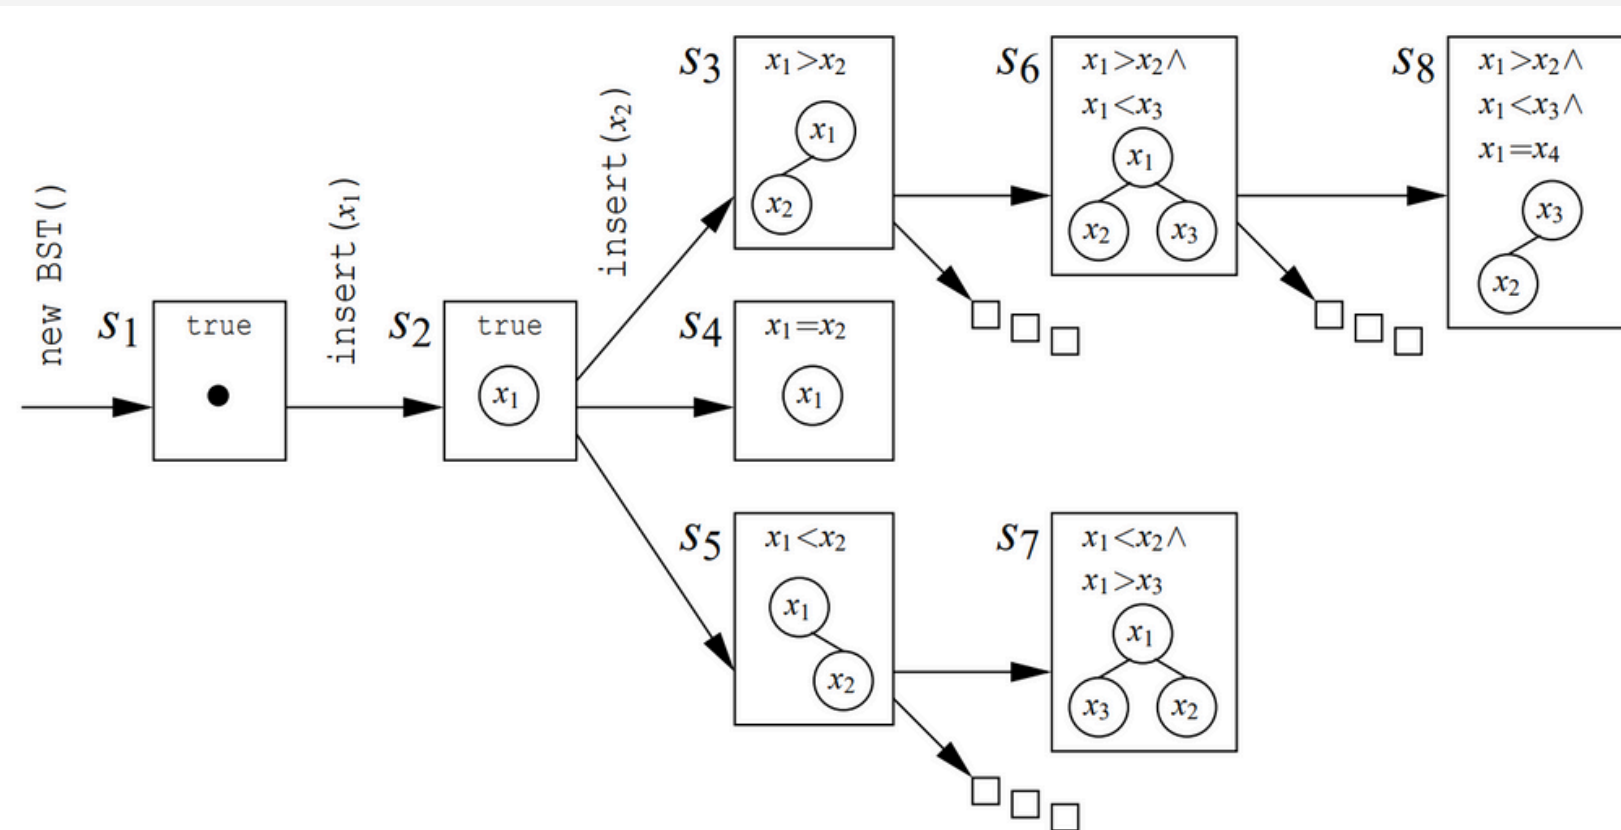 new BST()
S1
true
insert(x1)
S2
true
x1
insert(x2)
S3
x1>x2
x1
x2
S4
x1=x2
x1
S5
x1<x2
x1
x2
S6
x1>x2∧
x1<x3
x1
x2
x3
S7
x1<x2∧
x1>x3
x1
x3
x2
S8
x1>x2∧
x1<x3∧
x1=x4
x3
x2